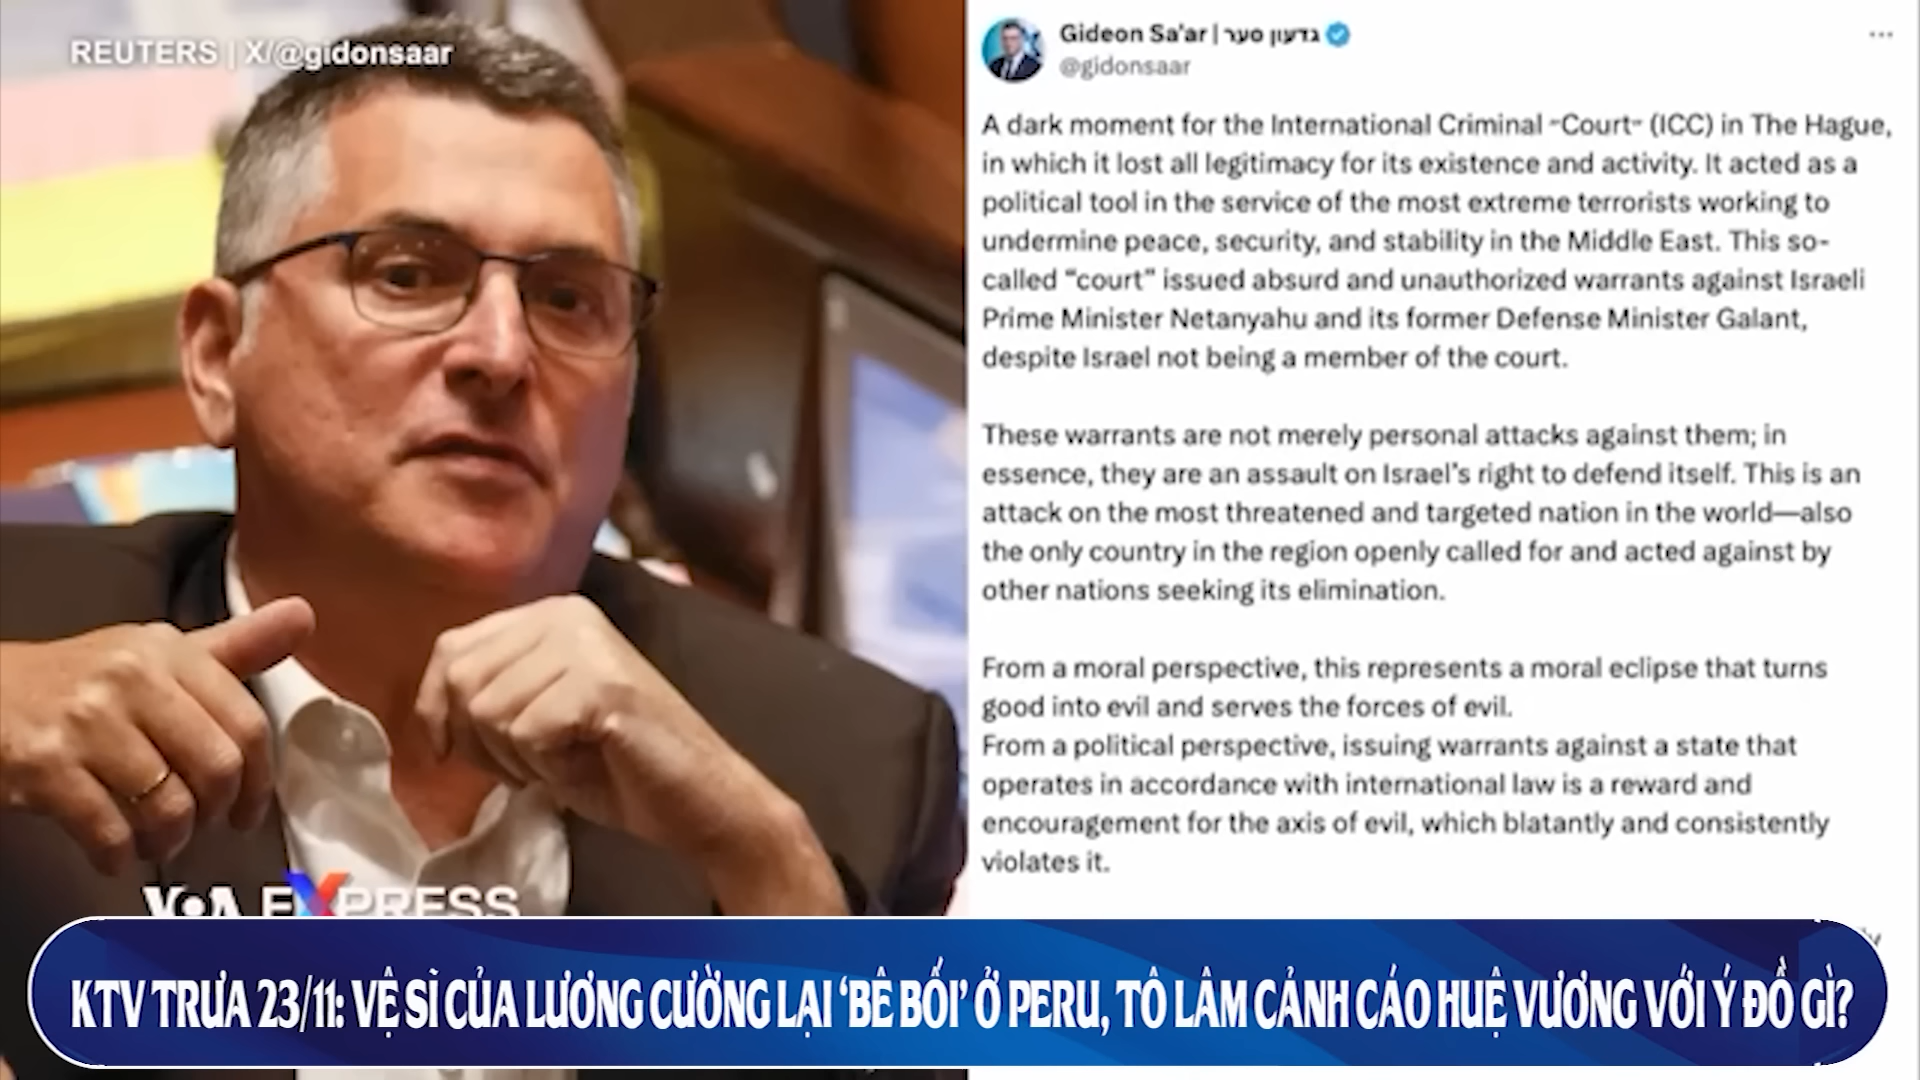 REUTERS | X/@gidonsaar
Gideon Sa'ar | גדעון סער
@gidonsaar
A dark moment for the International Criminal -Court- (ICC) in The Hague,
in which it lost all legitimacy for its existence and activity. It acted as a
political tool in the service of the most extreme terrorists working to
undermine peace, security, and stability in the Middle East. This so-
called “court” issued absurd and unauthorized warrants against Israeli
Prime Minister Netanyahu and its former Defense Minister Galant,
despite Israel not being a member of the court.
These warrants are not merely personal attacks against them; in
essence, they are an assault on Israel's right to defend itself. This is an
attack on the most threatened and targeted nation in the world—also
the only country in the region openly called for and acted against by
other nations seeking its elimination.
From a moral perspective, this represents a moral eclipse that turns
good into evil and serves the forces of evil.
From a political perspective, issuing warrants against a state that
operates in accordance with international law is a reward and
encouragement for the axis of evil, which blatantly and consistently
violates it.
VOA EXPRESS
KTV TRƯA 23/11: VỆ SĨ CỦA LƯƠNG CƯỜNG LẠI ‘BÊ BỐI’ Ở PERU, TÔ LÂM CẢNH CÁO HUỆ VƯƠNG VỚI Ý ĐỒ GÌ?